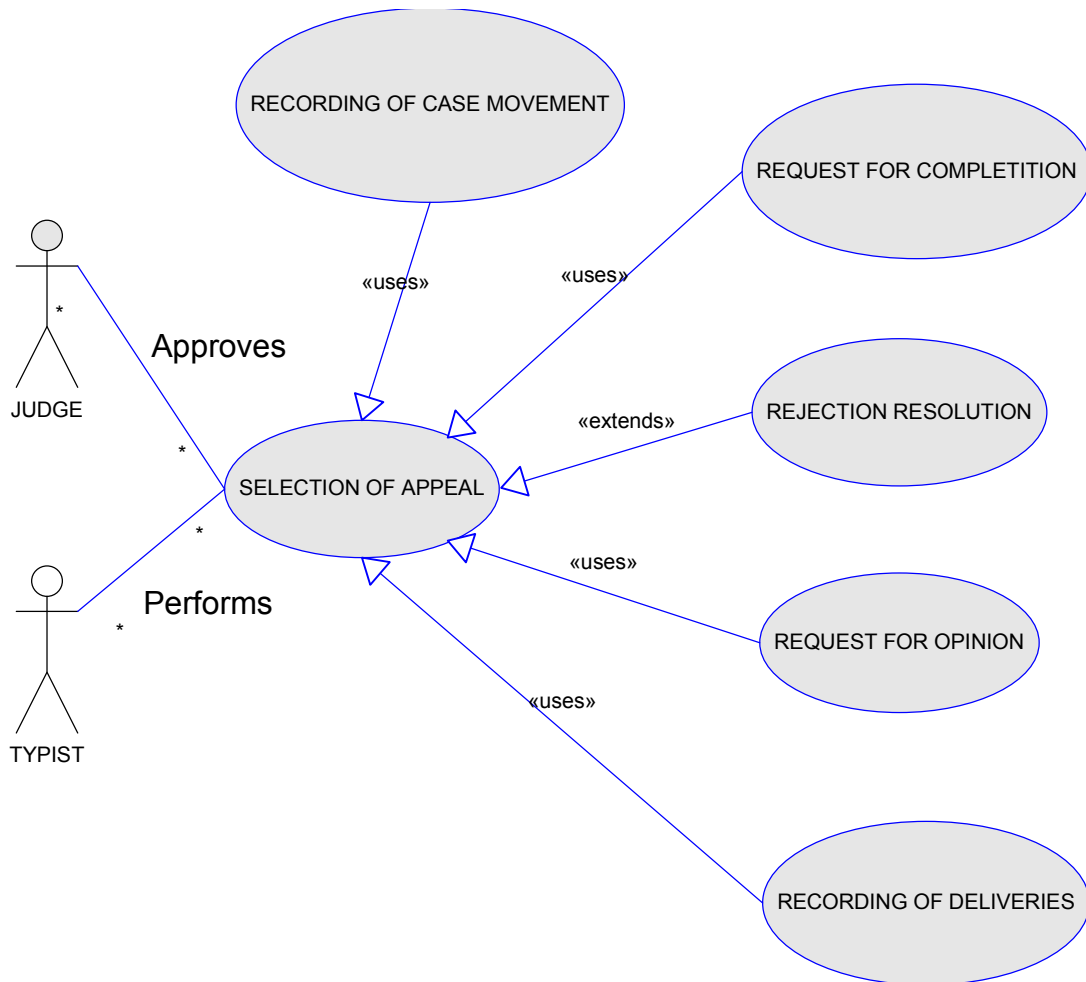 RECORDING OF CASE MOVEMENT
REQUEST FOR COMPLETITION
«uses»
«uses»
*
Approves
JUDGE
REJECTION RESOLUTION
«extends»
*
SELECTION OF APPEAL
*
«uses»
Performs
*
REQUEST FOR OPINION
«uses»
TYPIST
RECORDING OF DELIVERIES